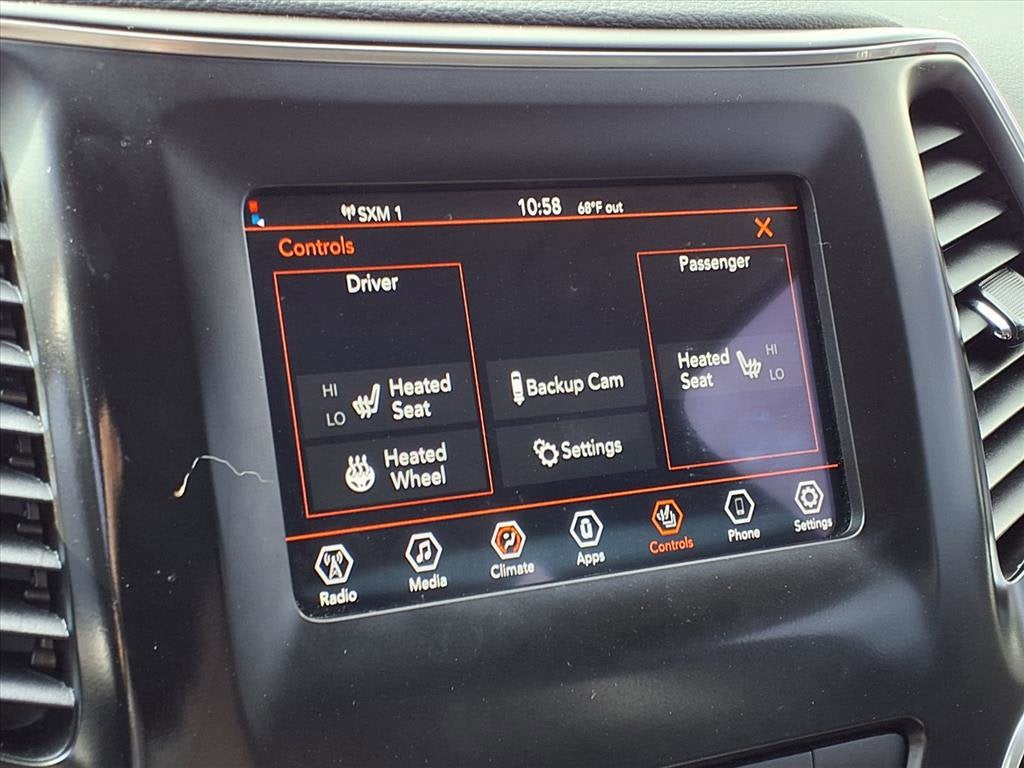 SXM 1 10:58 68°F out
Controls X
Driver
HI
LO
Heated
Seat
Heated
Wheel
Backup Cam
Settings
Passenger
Heated
Seat
HI
LO
Radio Media Climate Apps Controls Phone Settings